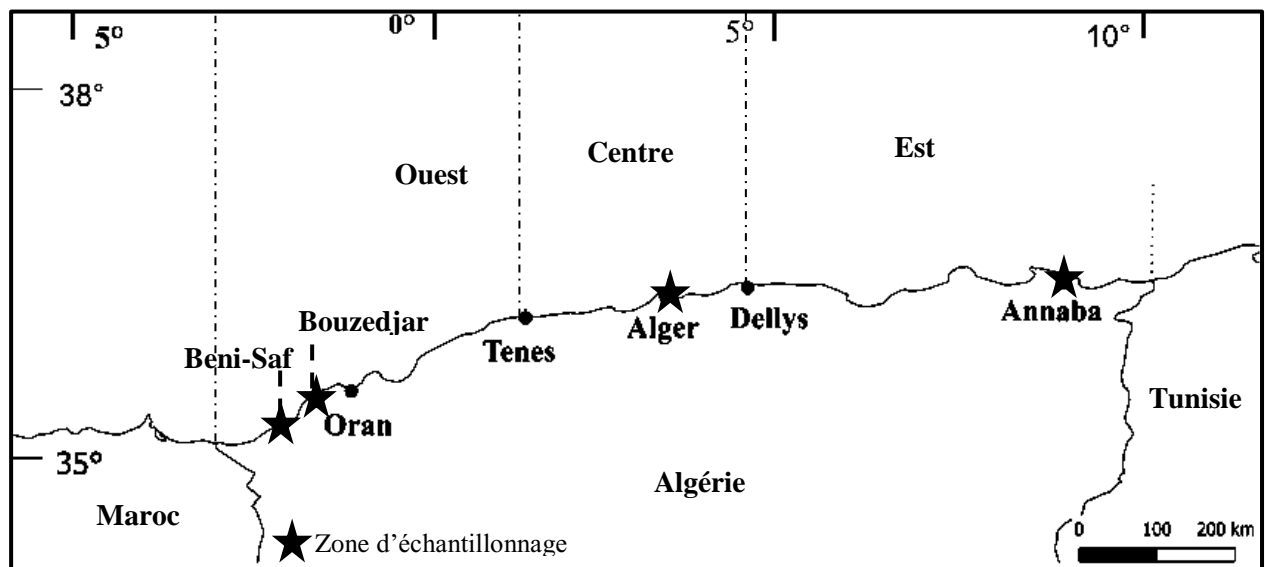 5° 0° 5° 10°
38°
Ouest Centre Est
Bouzedjar
Beni-Saf
Tenes Alger Dellys Annaba
Oran
Tunisie
35°
Maroc Algérie
Zone d'échantillonnage
0 100 200 km